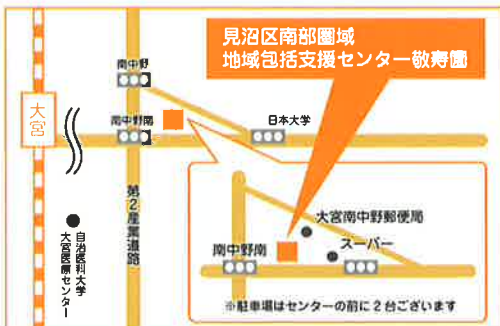 見沼区南部圏域
地域包括支援センター敬寿園
南中野
大宮
南中野南
日本大学
第2産業道路
自治医科大学
大宮医療センター
大宮南中野郵便局
スーパー
南中野南
※駐車場はセンターの前に2台ございます